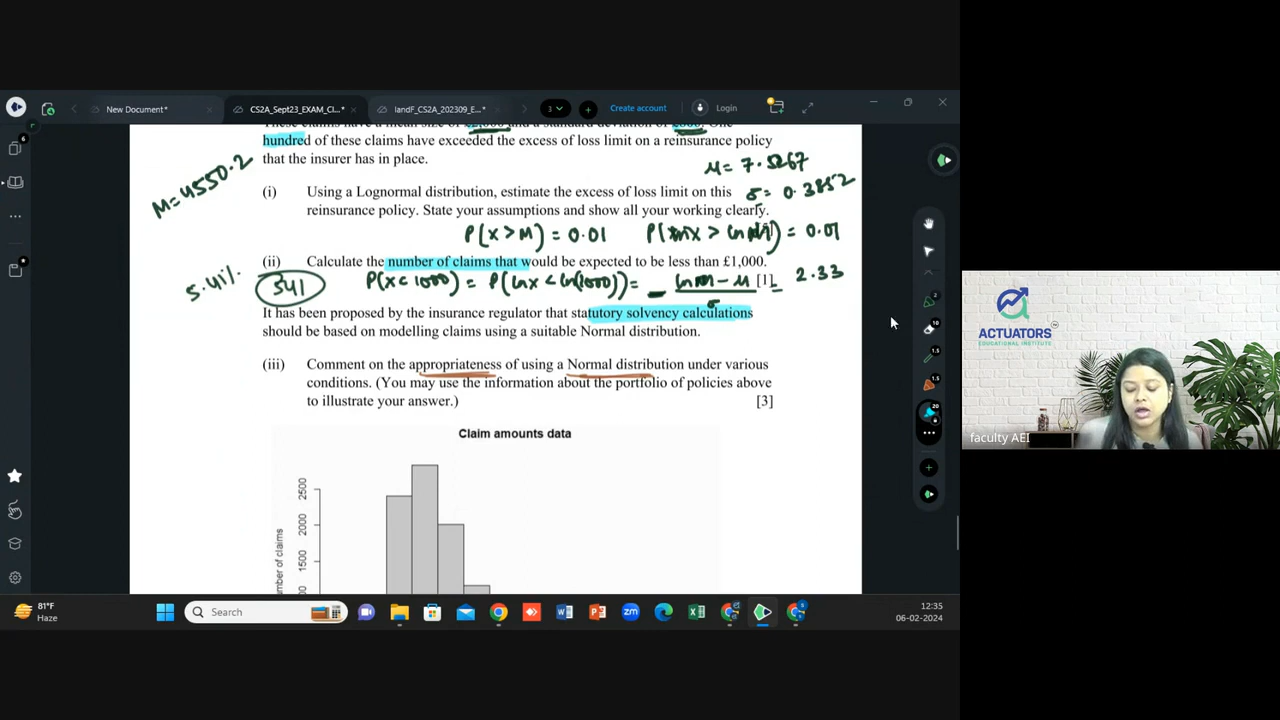 New Document*
CS2A_Sept23_EXAM_Cl...*
IandF_CS2A_202309_E...*
3
Create account
Login
hundred of these claims have exceeded the excess of loss limit on a reinsurance policy
that the insurer has in place.
M=4550.2
μ= 7.5267
σ= 0.3852
(i) Using a Lognormal distribution, estimate the excess of loss limit on this
reinsurance policy. State your assumptions and show all your working clearly.
P(X>M) = 0.01
= 0.01
(ii) Calculate the number of claims that would be expected to be less than £1,000.
[1]
5.41%
541
P(X<1000) = P(lnX < ln(1000)) =
lnM - μ
σ
= 2.33
It has been proposed by the insurance regulator that statutory solvency calculations
should be based on modelling claims using a suitable Normal distribution.
(iii) Comment on the appropriateness of using a Normal distribution under various
conditions. (You may use the information about the portfolio of policies above
to illustrate your answer.) [3]
Claim amounts data
2500
2000
1500
mber of claims
ACTUATORS
EDUCATIONAL INSTITUTE
faculty AEI
81°F
Haze
Search
12:35
06-02-2024